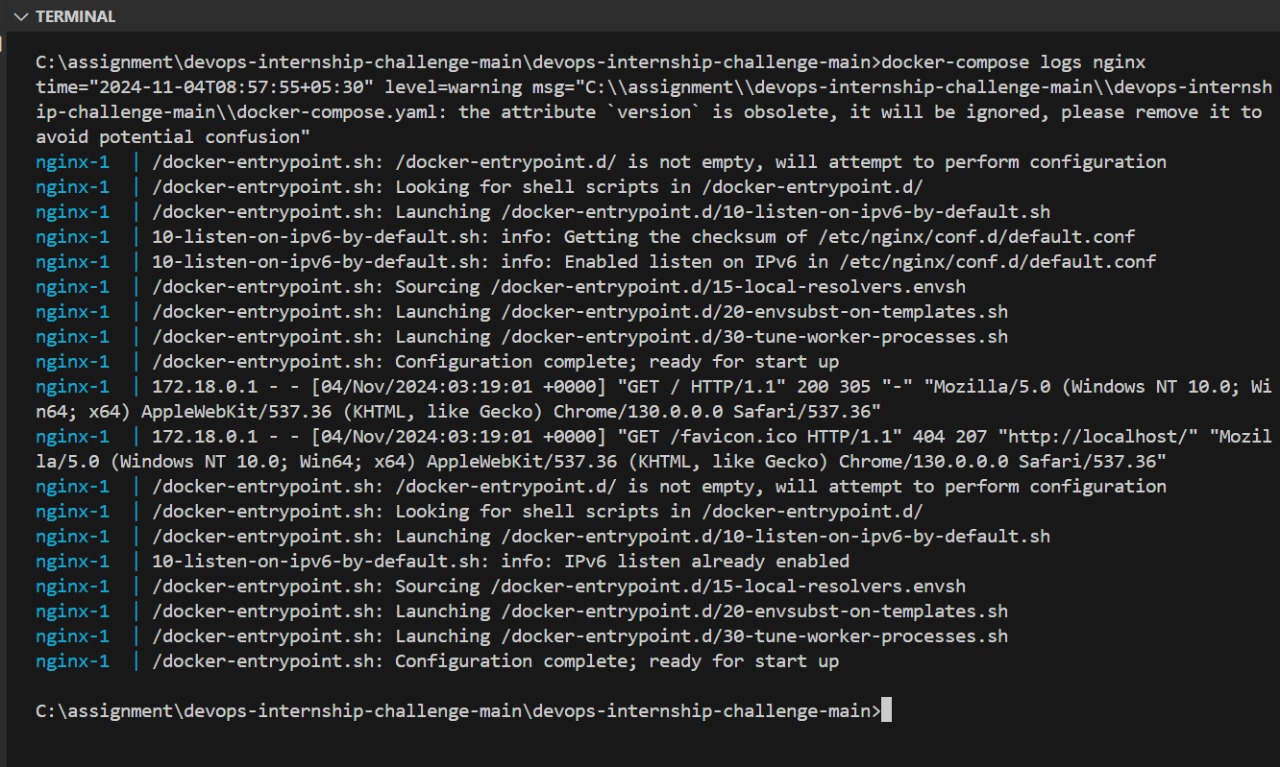 TERMINAL
C:\assignment\devops-internship-challenge-main\devops-internship-challenge-main>docker-compose logs nginx
time="2024-11-04T08:57:55+05:30" level=warning msg="C:\\assignment\\devops-internship-challenge-main\\devops-internsh
ip-challenge-main\\docker-compose.yaml: the attribute `version` is obsolete, it will be ignored, please remove it to
avoid potential confusion"
nginx-1  | /docker-entrypoint.sh: /docker-entrypoint.d/ is not empty, will attempt to perform configuration
nginx-1  | /docker-entrypoint.sh: Looking for shell scripts in /docker-entrypoint.d/
nginx-1  | /docker-entrypoint.sh: Launching /docker-entrypoint.d/10-listen-on-ipv6-by-default.sh
nginx-1  | 10-listen-on-ipv6-by-default.sh: info: Getting the checksum of /etc/nginx/conf.d/default.conf
nginx-1  | 10-listen-on-ipv6-by-default.sh: info: Enabled listen on IPv6 in /etc/nginx/conf.d/default.conf
nginx-1  | /docker-entrypoint.sh: Sourcing /docker-entrypoint.d/15-local-resolvers.envsh
nginx-1  | /docker-entrypoint.sh: Launching /docker-entrypoint.d/20-envsubst-on-templates.sh
nginx-1  | /docker-entrypoint.sh: Launching /docker-entrypoint.d/30-tune-worker-processes.sh
nginx-1  | /docker-entrypoint.sh: Configuration complete; ready for start up
nginx-1  | 172.18.0.1 - - [04/Nov/2024:03:19:01 +0000] "GET / HTTP/1.1" 200 305 "-" "Mozilla/5.0 (Windows NT 10.0; Wi
n64; x64) AppleWebKit/537.36 (KHTML, like Gecko) Chrome/130.0.0.0 Safari/537.36"
nginx-1  | 172.18.0.1 - - [04/Nov/2024:03:19:01 +0000] "GET /favicon.ico HTTP/1.1" 404 207 "http://localhost/" "Mozil
la/5.0 (Windows NT 10.0; Win64; x64) AppleWebKit/537.36 (KHTML, like Gecko) Chrome/130.0.0.0 Safari/537.36"
nginx-1  | /docker-entrypoint.sh: /docker-entrypoint.d/ is not empty, will attempt to perform configuration
nginx-1  | /docker-entrypoint.sh: Looking for shell scripts in /docker-entrypoint.d/
nginx-1  | /docker-entrypoint.sh: Launching /docker-entrypoint.d/10-listen-on-ipv6-by-default.sh
nginx-1  | 10-listen-on-ipv6-by-default.sh: info: IPv6 listen already enabled
nginx-1  | /docker-entrypoint.sh: Sourcing /docker-entrypoint.d/15-local-resolvers.envsh
nginx-1  | /docker-entrypoint.sh: Launching /docker-entrypoint.d/20-envsubst-on-templates.sh
nginx-1  | /docker-entrypoint.sh: Launching /docker-entrypoint.d/30-tune-worker-processes.sh
nginx-1  | /docker-entrypoint.sh: Configuration complete; ready for start up
C:\assignment\devops-internship-challenge-main\devops-internship-challenge-main>